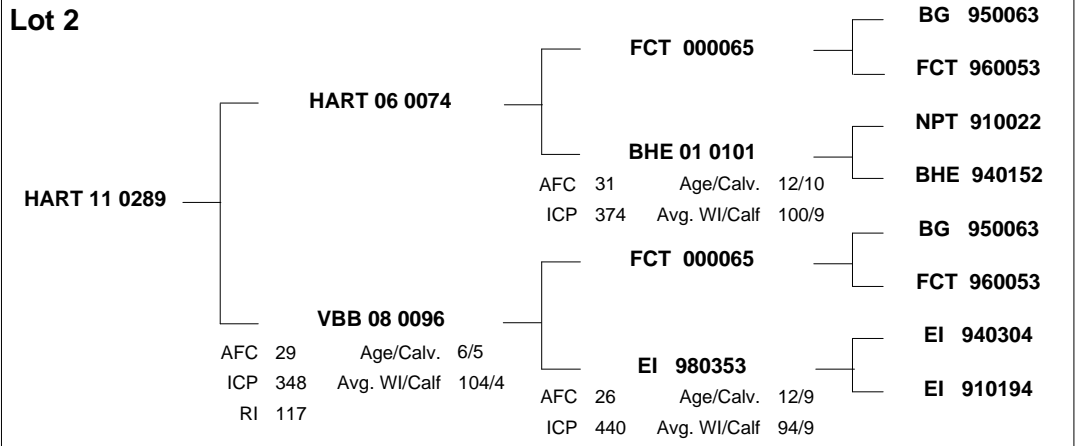 Lot 2
BG 950063
FCT 000065
FCT 960053
HART 06 0074
NPT 910022
BHE 01 0101
BHE 940152
AFC 31 Age/Calv. 12/10
HART 11 0289
ICP 374 Avg. WI/Calf 100/9
BG 950063
FCT 000065
FCT 960053
VBB 08 0096
EI 940304
AFC 29 Age/Calv. 6/5
EI 980353
ICP 348 Avg. WI/Calf 104/4
EI 910194
AFC 26 Age/Calv. 12/9
RI 117
ICP 440 Avg. WI/Calf 94/9